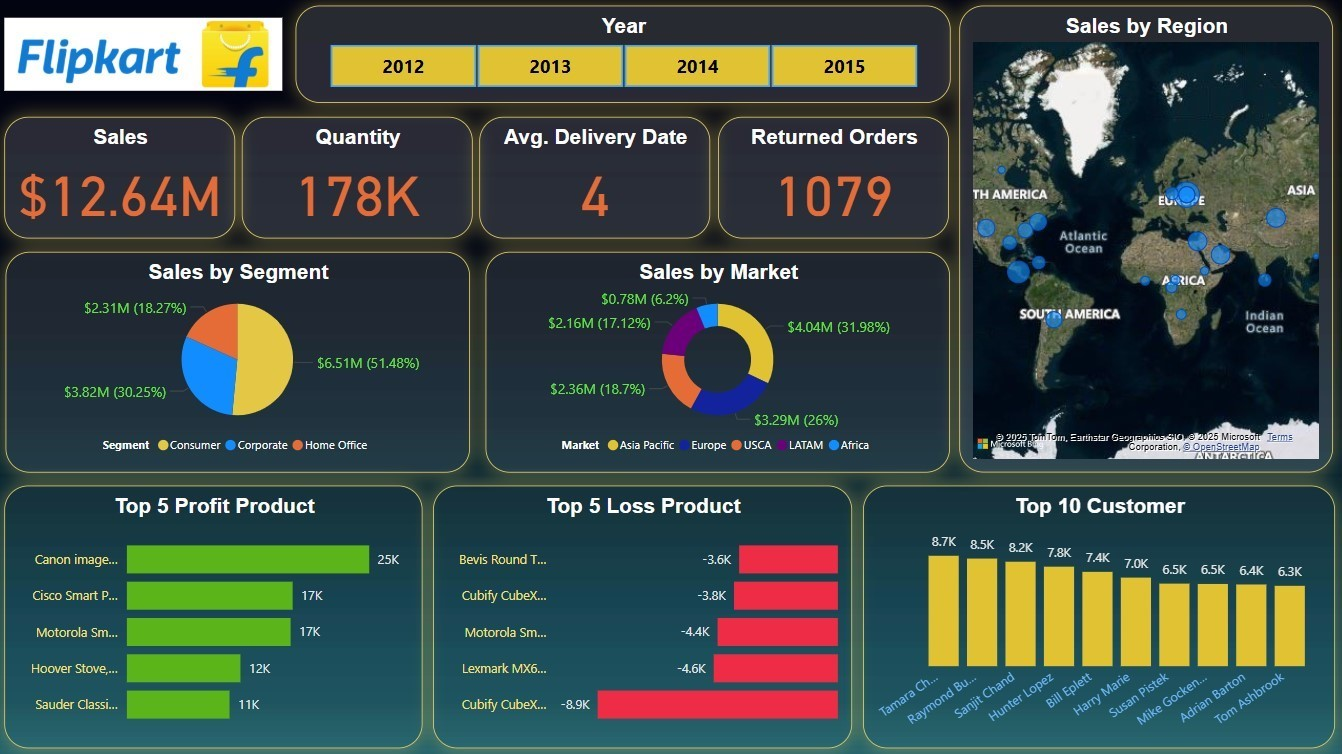 Flipkart
Year
2012
2013
2014
2015
Sales
$12.64M
Quantity
178K
Avg. Delivery Date
4
Returned Orders
1079
Sales by Segment
$2.31M (18.27%)
$6.51M (51.48%)
$3.82M (30.25%)
Segment Consumer Corporate Home Office
Sales by Market
$0.78M (6.2%)
$2.16M (17.12%)
$4.04M (31.98%)
$2.36M (18.7%)
$3.29M (26%)
Market Asia Pacific Europe USCA LATAM Africa
Sales by Region
TH AMERICA
EUROPE
ASIA
Atlantic
Ocean
AFRICA
SOUTH AMERICA
Indian
Ocean
© 2025 TomTom, Earthstar Geographics SIO, © 2025 Microsoft Terms
Corporation, © OpenStreetMap
Microsoft
ANTARCTICA
Top 5 Profit Product
Canon image... 25K
Cisco Smart P... 17K
Motorola Sm... 17K
Hoover Stove,... 12K
Sauder Classi... 11K
Top 5 Loss Product
Bevis Round T... -3.6K
Cubify CubeX... -3.8K
Motorola Sm... -4.4K
Lexmark MX6... -4.6K
Cubify CubeX... -8.9K
Top 10 Customer
8.7K 8.5K 8.2K 7.8K 7.4K 7.0K 6.5K 6.5K 6.4K 6.3K
Tamara Ch...
Raymond Bu...
Sanjit Chand
Hunter Lopez
Bill Eplett
Harry Marie
Susan Pistek
Mike Gocken...
Adrian Barton
Tom Ashbrook